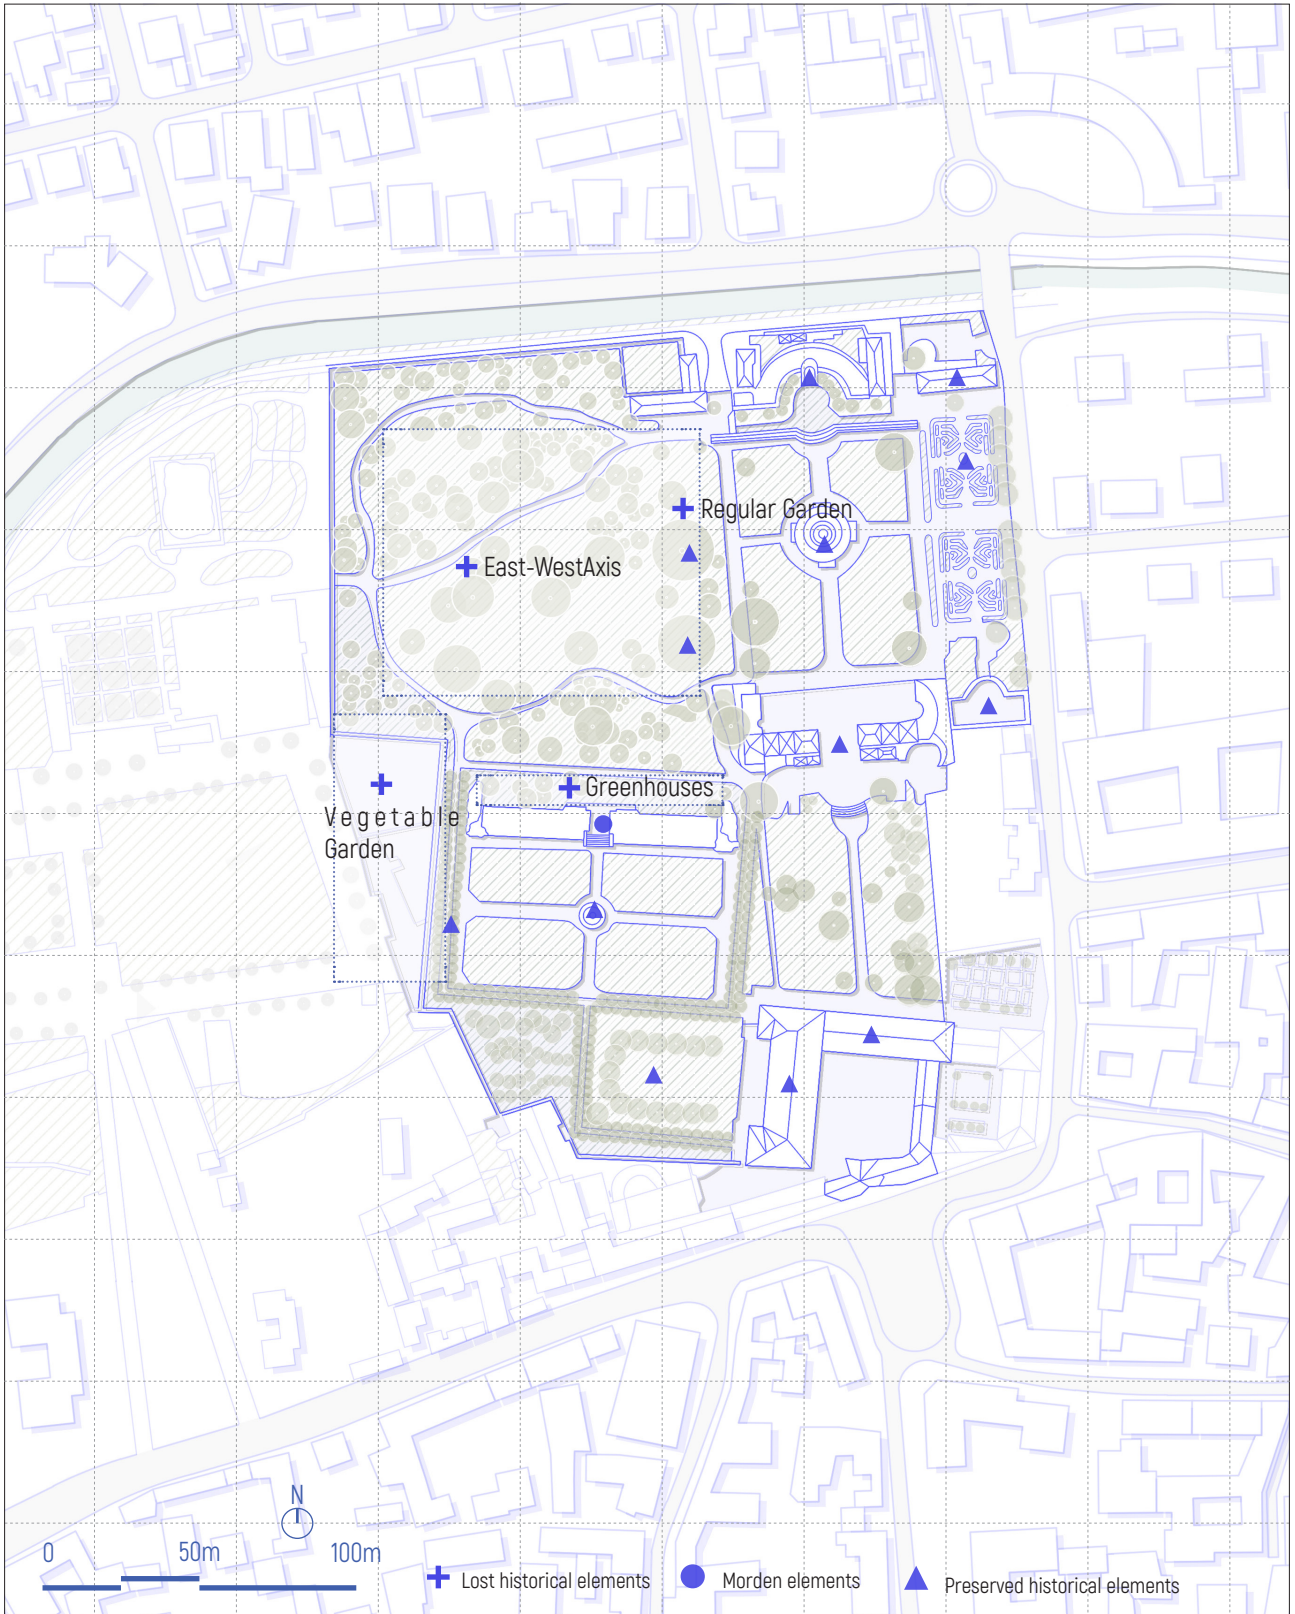 Regular Garden
East-WestAxis
Greenhouses
Vegetable
Garden
N
0 50m 100m
Lost historical elements Morden elements Preserved historical elements